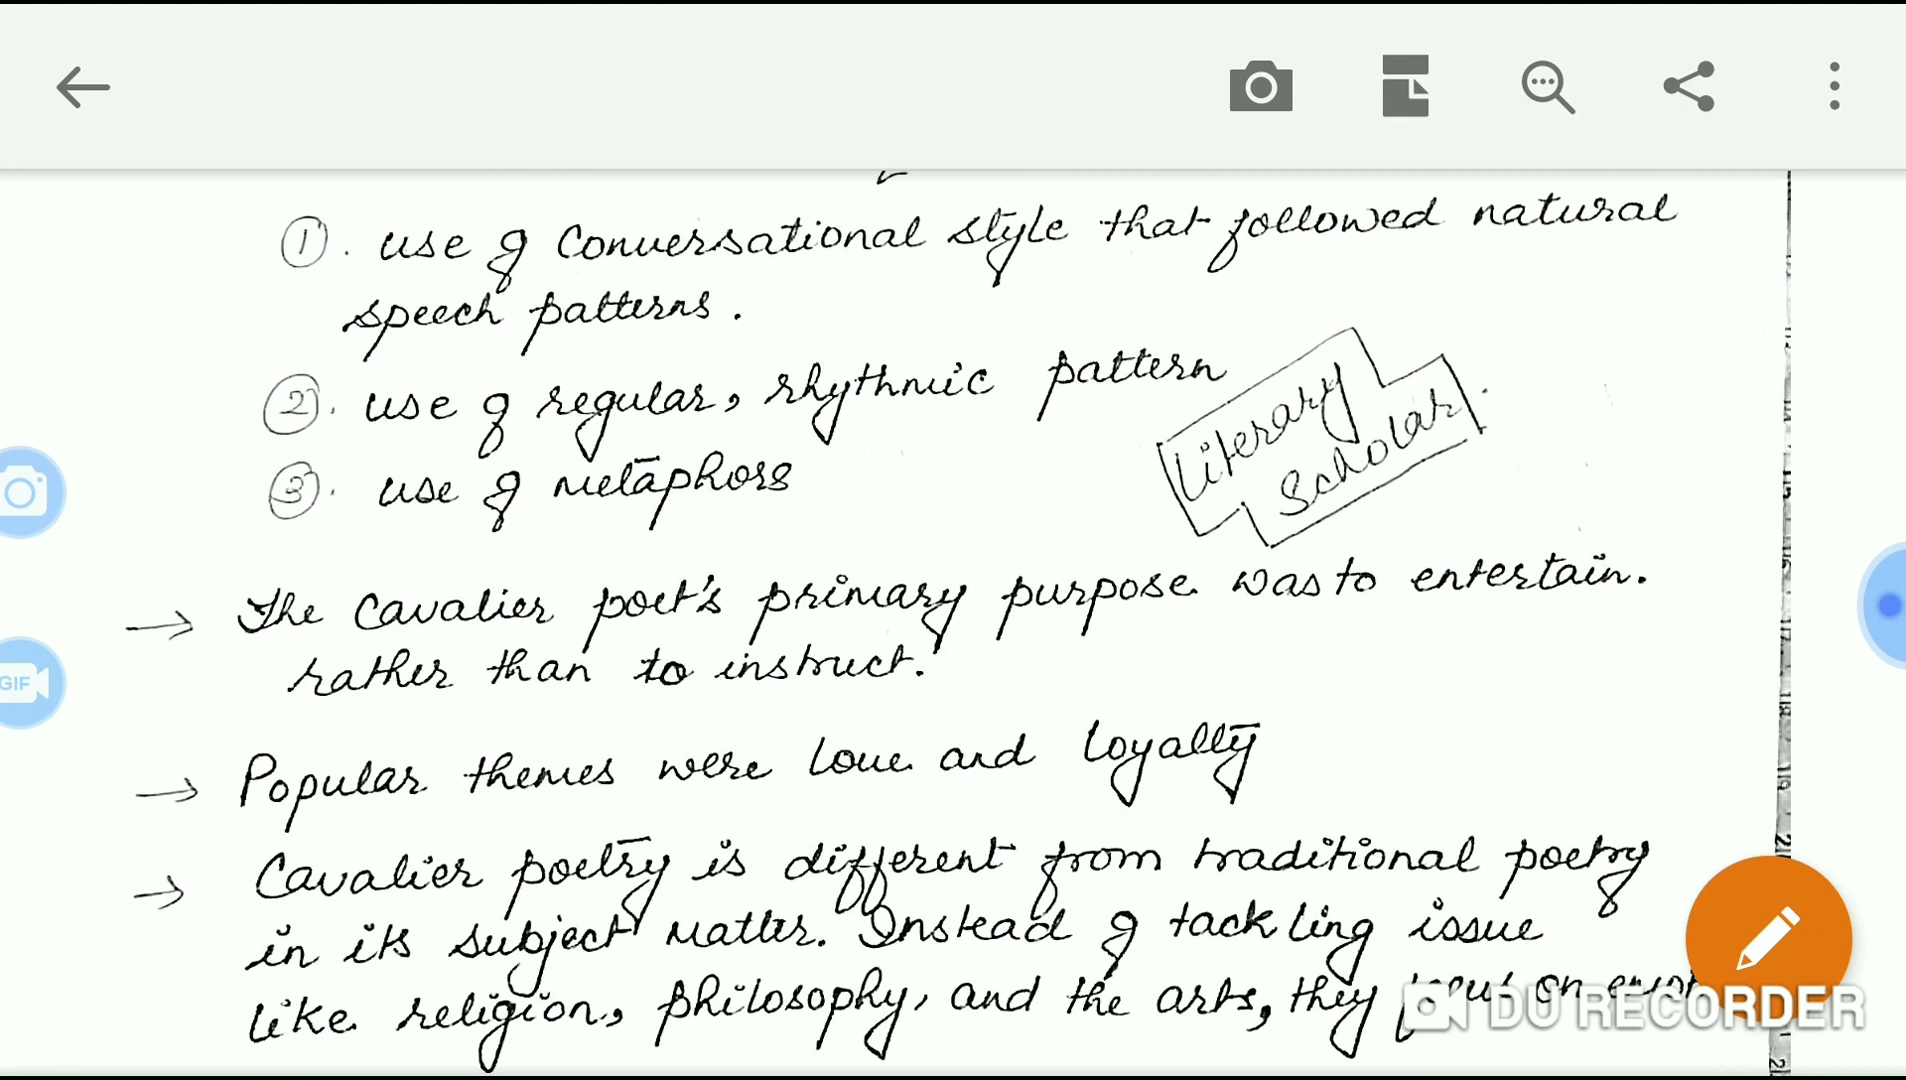 ①. use of conversational style that followed natural
speech patterns.
②. use of regular, rhythmic pattern
③. use of metaphors
Literary
Scholar
→ The Cavalier poet's primary purpose was to entertain.
rather than to instruct.
→ Popular themes were love and loyalty
→ Cavalier poetry is different from traditional poetry
in its subject matter. Instead of tackling issue
like religion, philosophy, and the arts, they focus on
GIF
DU RECORDER